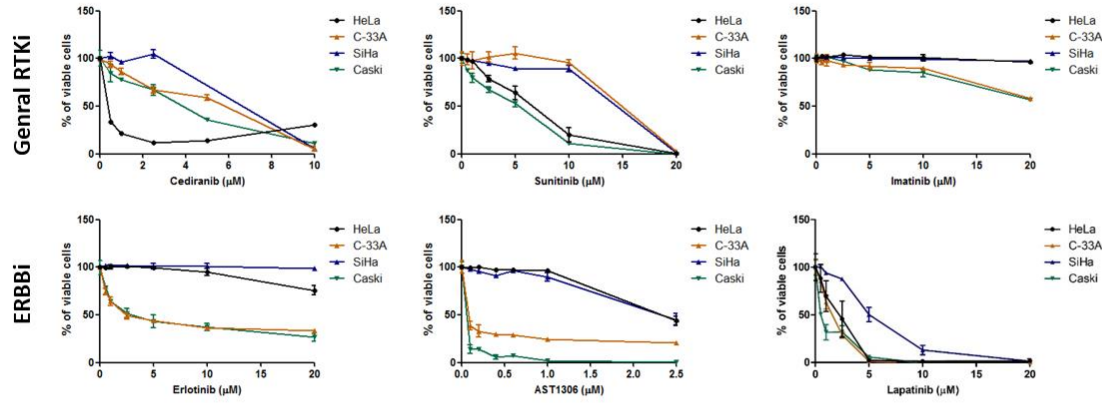 Genral RTKi
% of viable cells
150
100
50
0
0
2
4
6
8
10
Cediranib (µM)
HeLa
C-33A
SiHa
Caski
% of viable cells
150
100
50
0
0
5
10
15
20
Sunitinib (µM)
HeLa
C-33A
SiHa
Caski
% of viable cells
150
100
50
0
0
5
10
15
20
Imatinib (µM)
HeLa
C-33A
SiHa
Caski
ERBBi
% of viable cells
150
100
50
0
0
5
10
15
20
Erlotinib (µM)
HeLa
C-33A
SiHa
Caski
% of viable cells
150
100
50
0
0.0
0.5
1.0
1.5
2.0
2.5
AST1306 (µM)
HeLa
C-33A
SiHa
Caski
% of viable cells
150
100
50
0
0
5
10
15
20
Lapatinib (µM)
HeLa
C-33A
SiHa
Caski